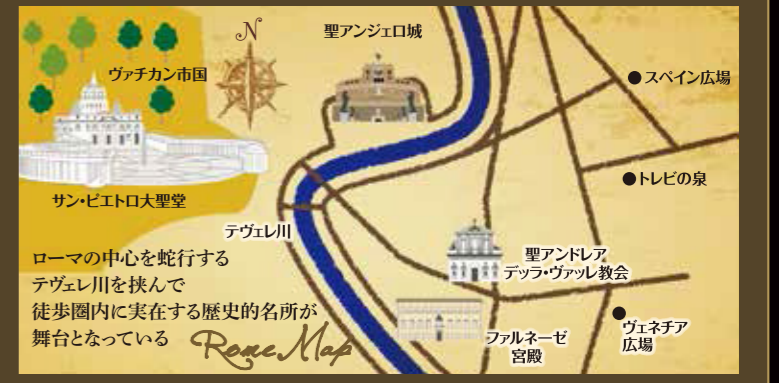 N
聖アンジェロ城
ヴァチカン市国
スペイン広場
トレビの泉
サン・ピエトロ大聖堂
テヴェレ川
聖アンドレア
デッラ・ヴァッレ教会
ローマの中心を蛇行する
テヴェレ川を挟んで
徒歩圏内に実在する歴史的名所が
舞台となっている
Rome Map
ファルネーゼ
宮殿
ヴェネチア
広場